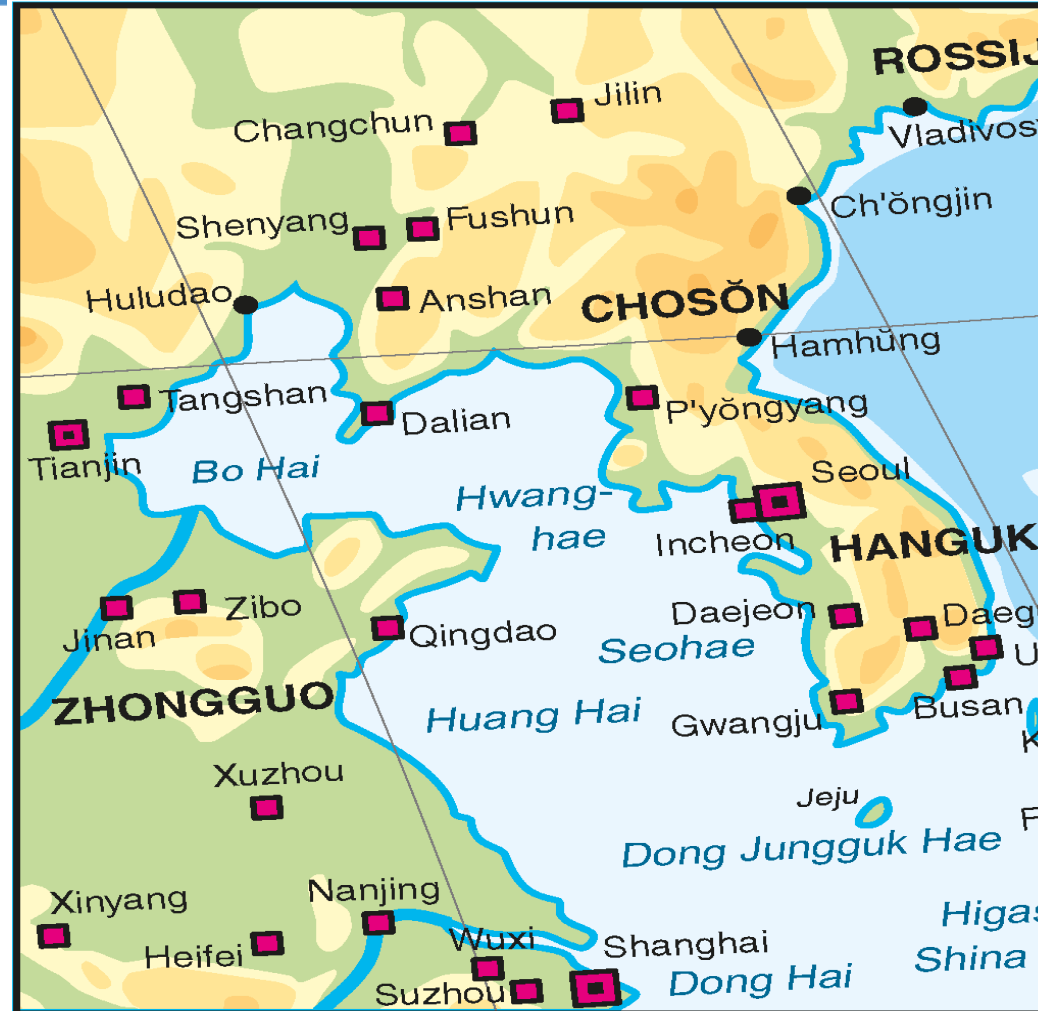 ROSSIJ
Jilin
Changchun
Vladivos
Ch'ŏngjin
Shenyang
Fushun
Huludao
Anshan
CHOSŎN
Hamhŭng
Tangshan
Dalian
P'yŏngyang
Tianjin
Bo Hai
Seoul
Hwang-
hae
Incheon
HANGUK
Zibo
Daejeon
Daeg
Jinan
Qingdao
Seohae
U
ZHONGGUO
Huang Hai
Gwangju
Busan
K
Xuzhou
Jeju
F
Dong Jungguk Hae
Nanjing
Xinyang
Higas
Wuxi
Shanghai
Heifei
Shina
Dong Hai
Suzhou